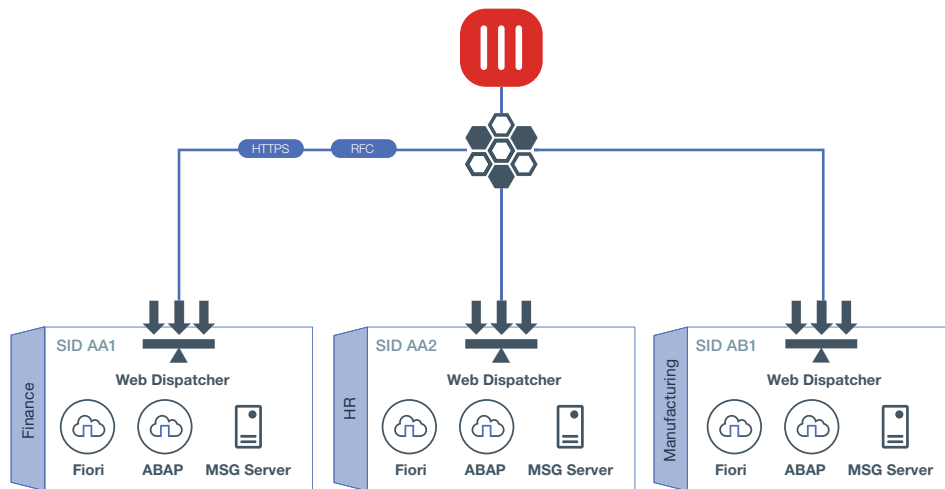 HTTPS
RFC
SID AA1
SID AA2
SID AB1
Web Dispatcher
Web Dispatcher
Web Dispatcher
Finance
HR
Manufacturing
Fiori
ABAP
MSG Server
Fiori
ABAP
MSG Server
Fiori
ABAP
MSG Server